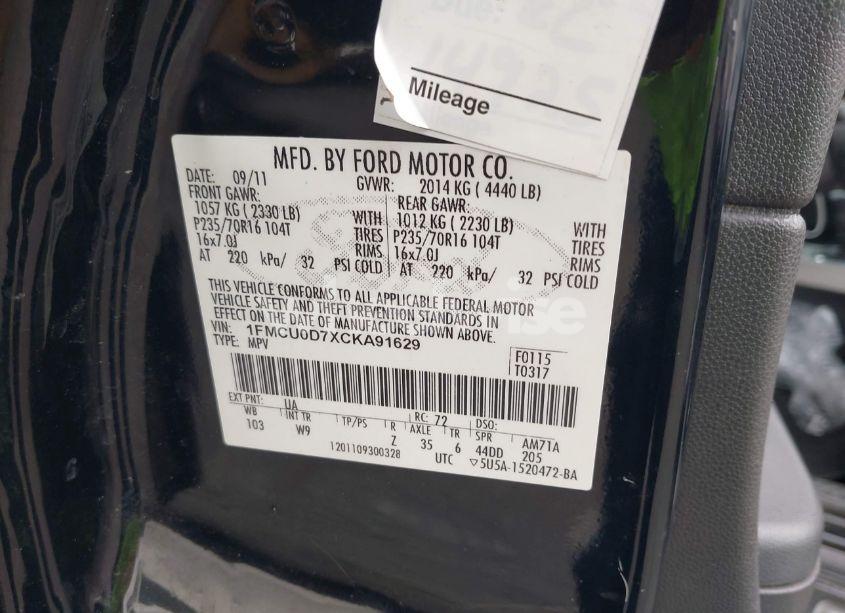 Mileage
MFD. BY FORD MOTOR CO.
DATE: 09/11 GVWR: 2014 KG ( 4440 LB)
FRONT GAWR: REAR GAWR:
1057 KG ( 2330 LB) WITH 1012 KG ( 2230 LB) WITH
P235/70R16 104T TIRES P235/70R16 104T TIRES
16x7.0J RIMS 16x7.0J RIMS
AT 220 kPa/ 32 PSI COLD AT 220 kPa/ 32 PSI COLD
THIS VEHICLE CONFORMS TO ALL APPLICABLE FEDERAL MOTOR
VEHICLE SAFETY AND THEFT PREVENTION STANDARDS IN
EFFECT ON THE DATE OF MANUFACTURE SHOWN ABOVE.
VIN: 1FMCU0D7XCKA91629
TYPE: MPV
F0115
T0317
EXT PNT: UA RC: 72 DSO:
WB INT TR TP/PS R AXLE TR SPR AM71A
103 W9 Z 35 6 44DD 205
1201109300328 UTC ▽5U5A-1520472-BA